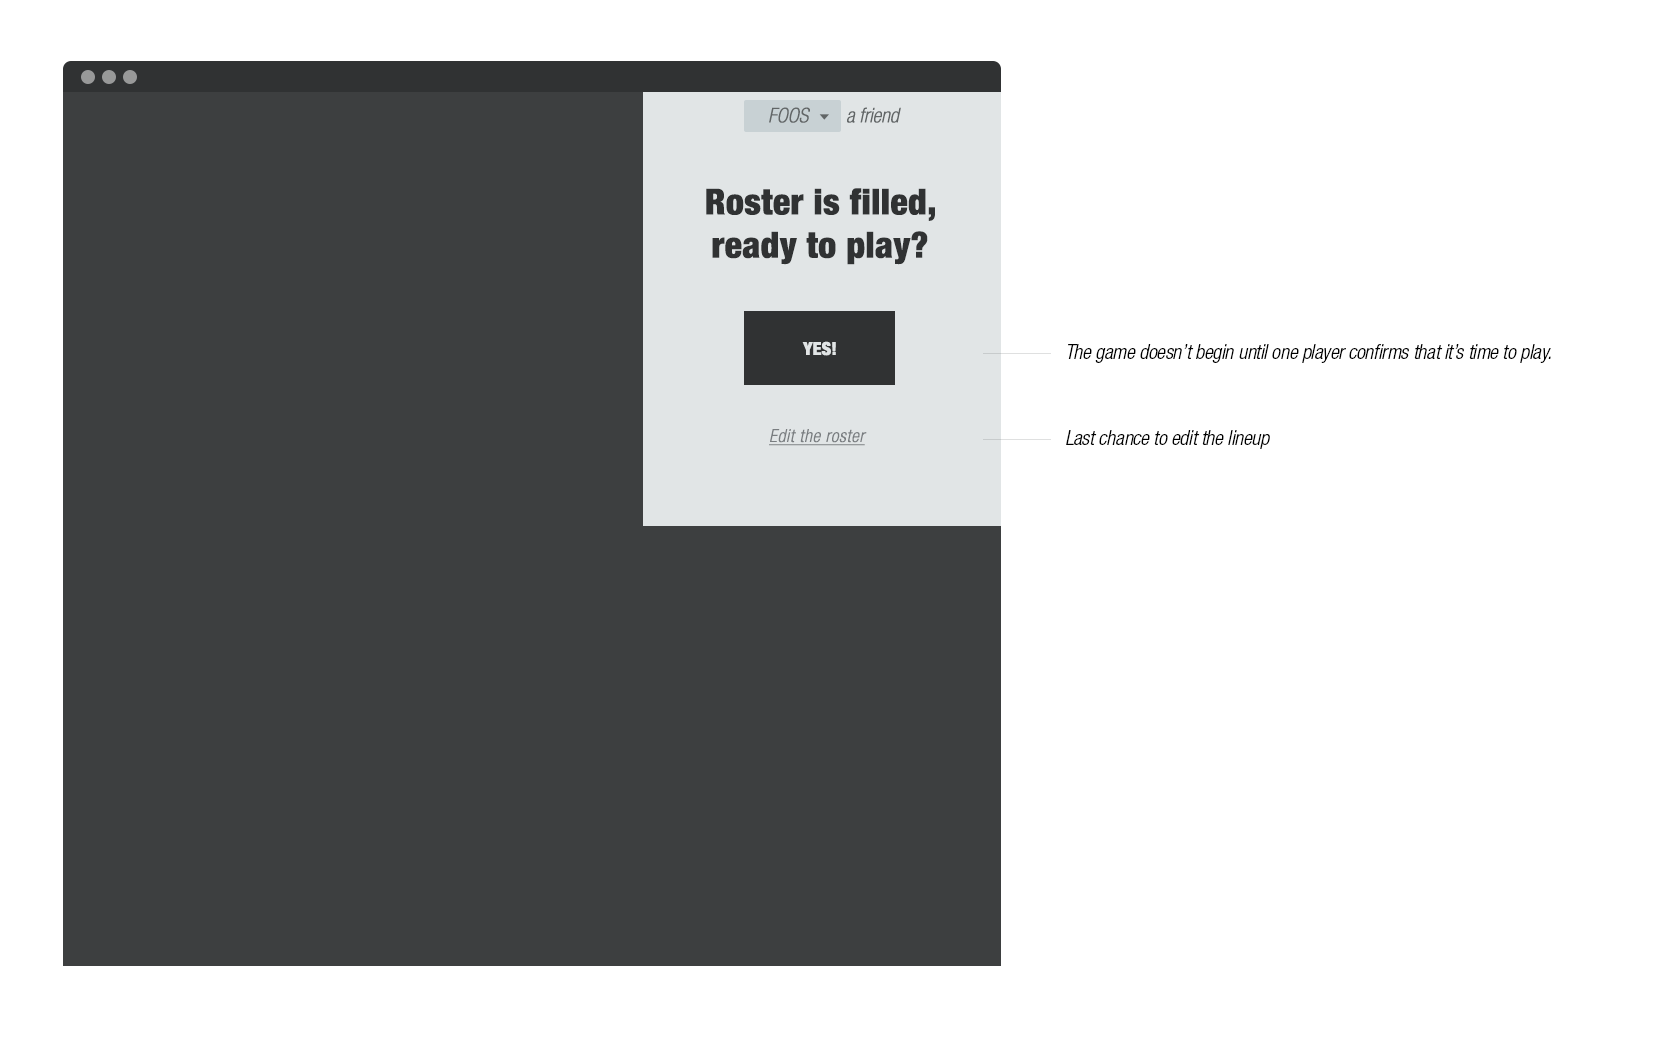 FOOS a friend
Roster is filled,
ready to play?
YES!
The game doesn't begin until one player confirms that it's time to play.
Edit the roster
Last chance to edit the lineup